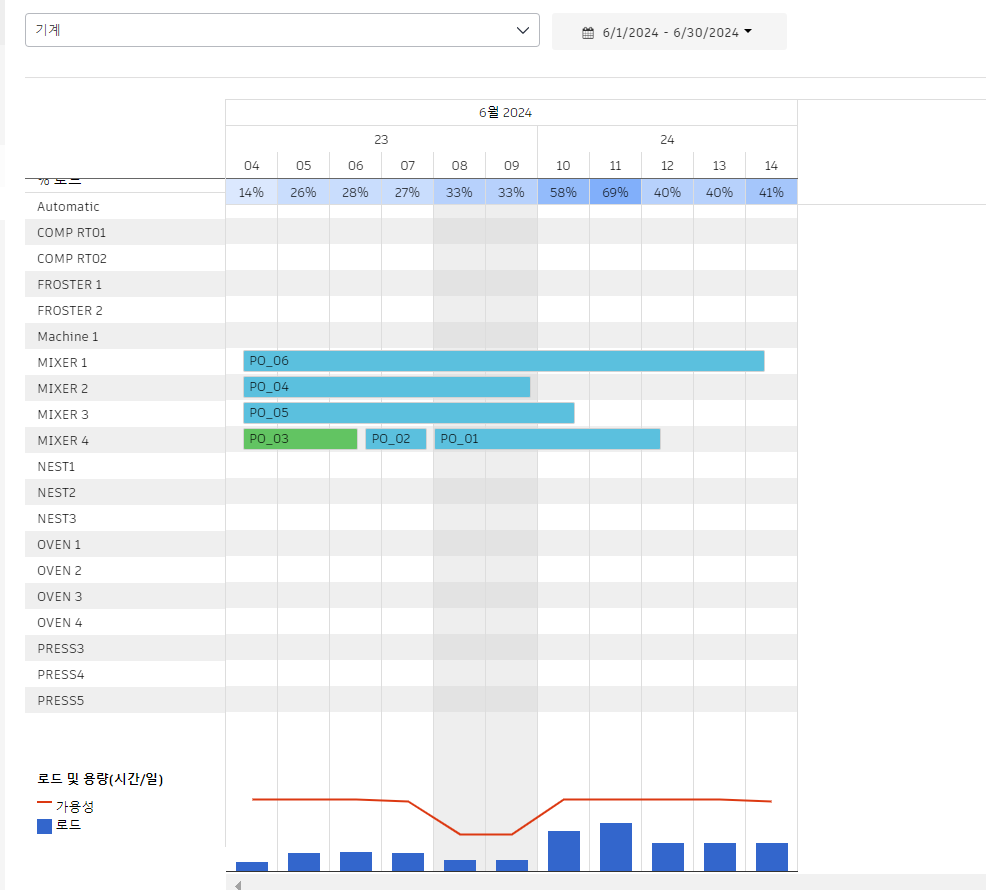 기계
6/1/2024 - 6/30/2024
6월 2024
23 24
04 05 06 07 08 09 10 11 12 13 14
% 로드 14% 26% 28% 27% 33% 33% 58% 69% 40% 40% 41%
Automatic
COMP RT01
COMP RT02
FROSTER 1
FROSTER 2
Machine 1
MIXER 1 PO_06
MIXER 2 PO_04
MIXER 3 PO_05
MIXER 4 PO_03 PO_02 PO_01
NEST1
NEST2
NEST3
OVEN 1
OVEN 2
OVEN 3
OVEN 4
PRESS3
PRESS4
PRESS5
로드 및 용량(시간/일)
가용성
로드